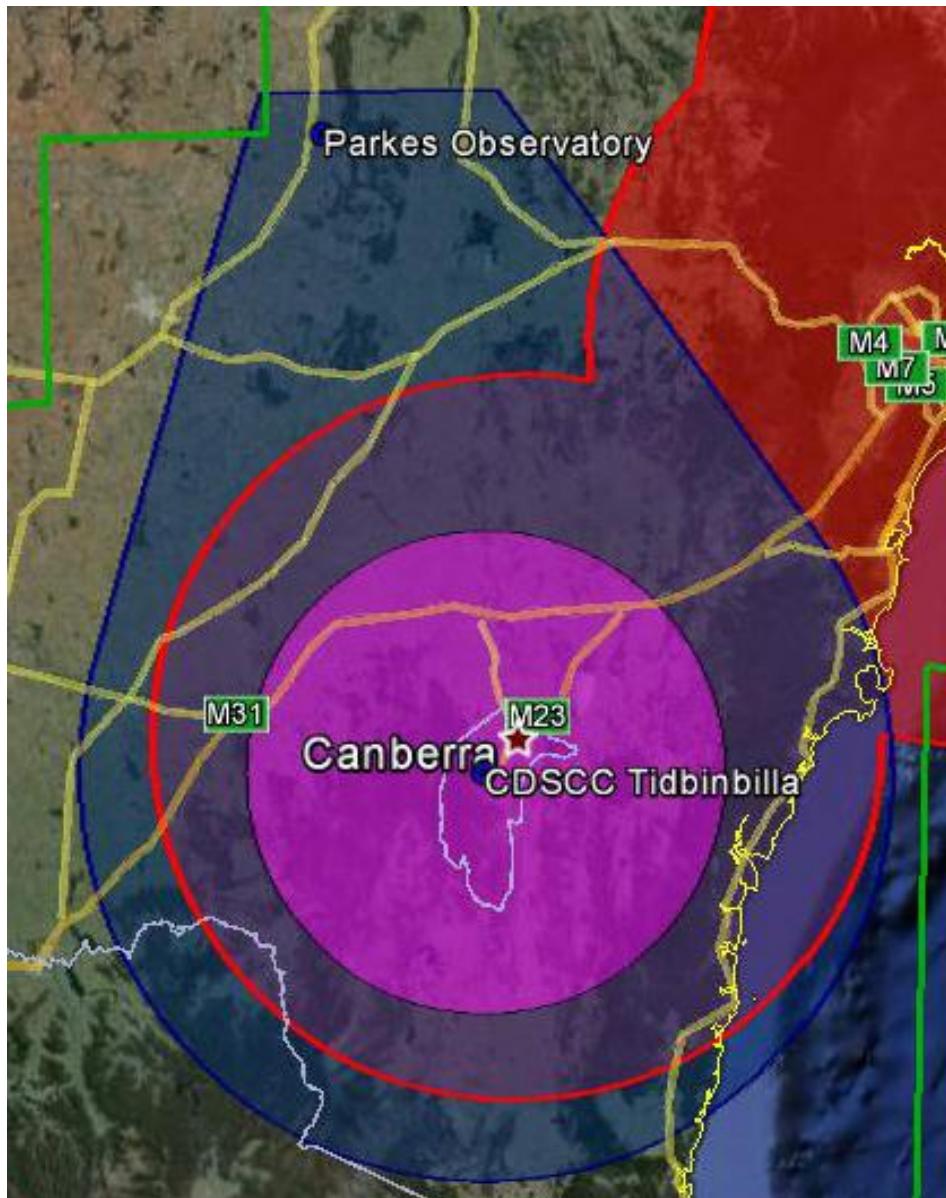 Parkes Observatory
M4
M7
M5
M31
M23
Canberra
CDSCC Tidbinbilla